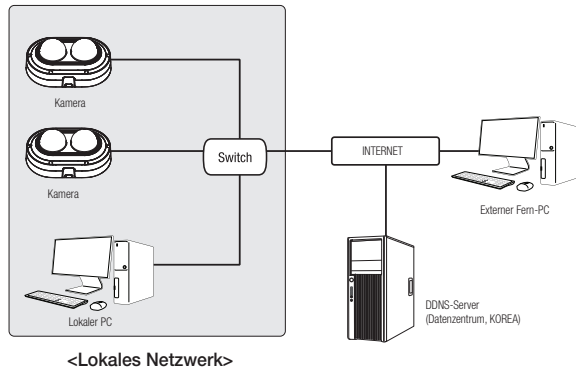 Kamera
Kamera
Switch
INTERNET
Externer Fern-PC
Lokaler PC
DDNS-Server
(Datenzentrum, KOREA)
<Lokales Netzwerk>